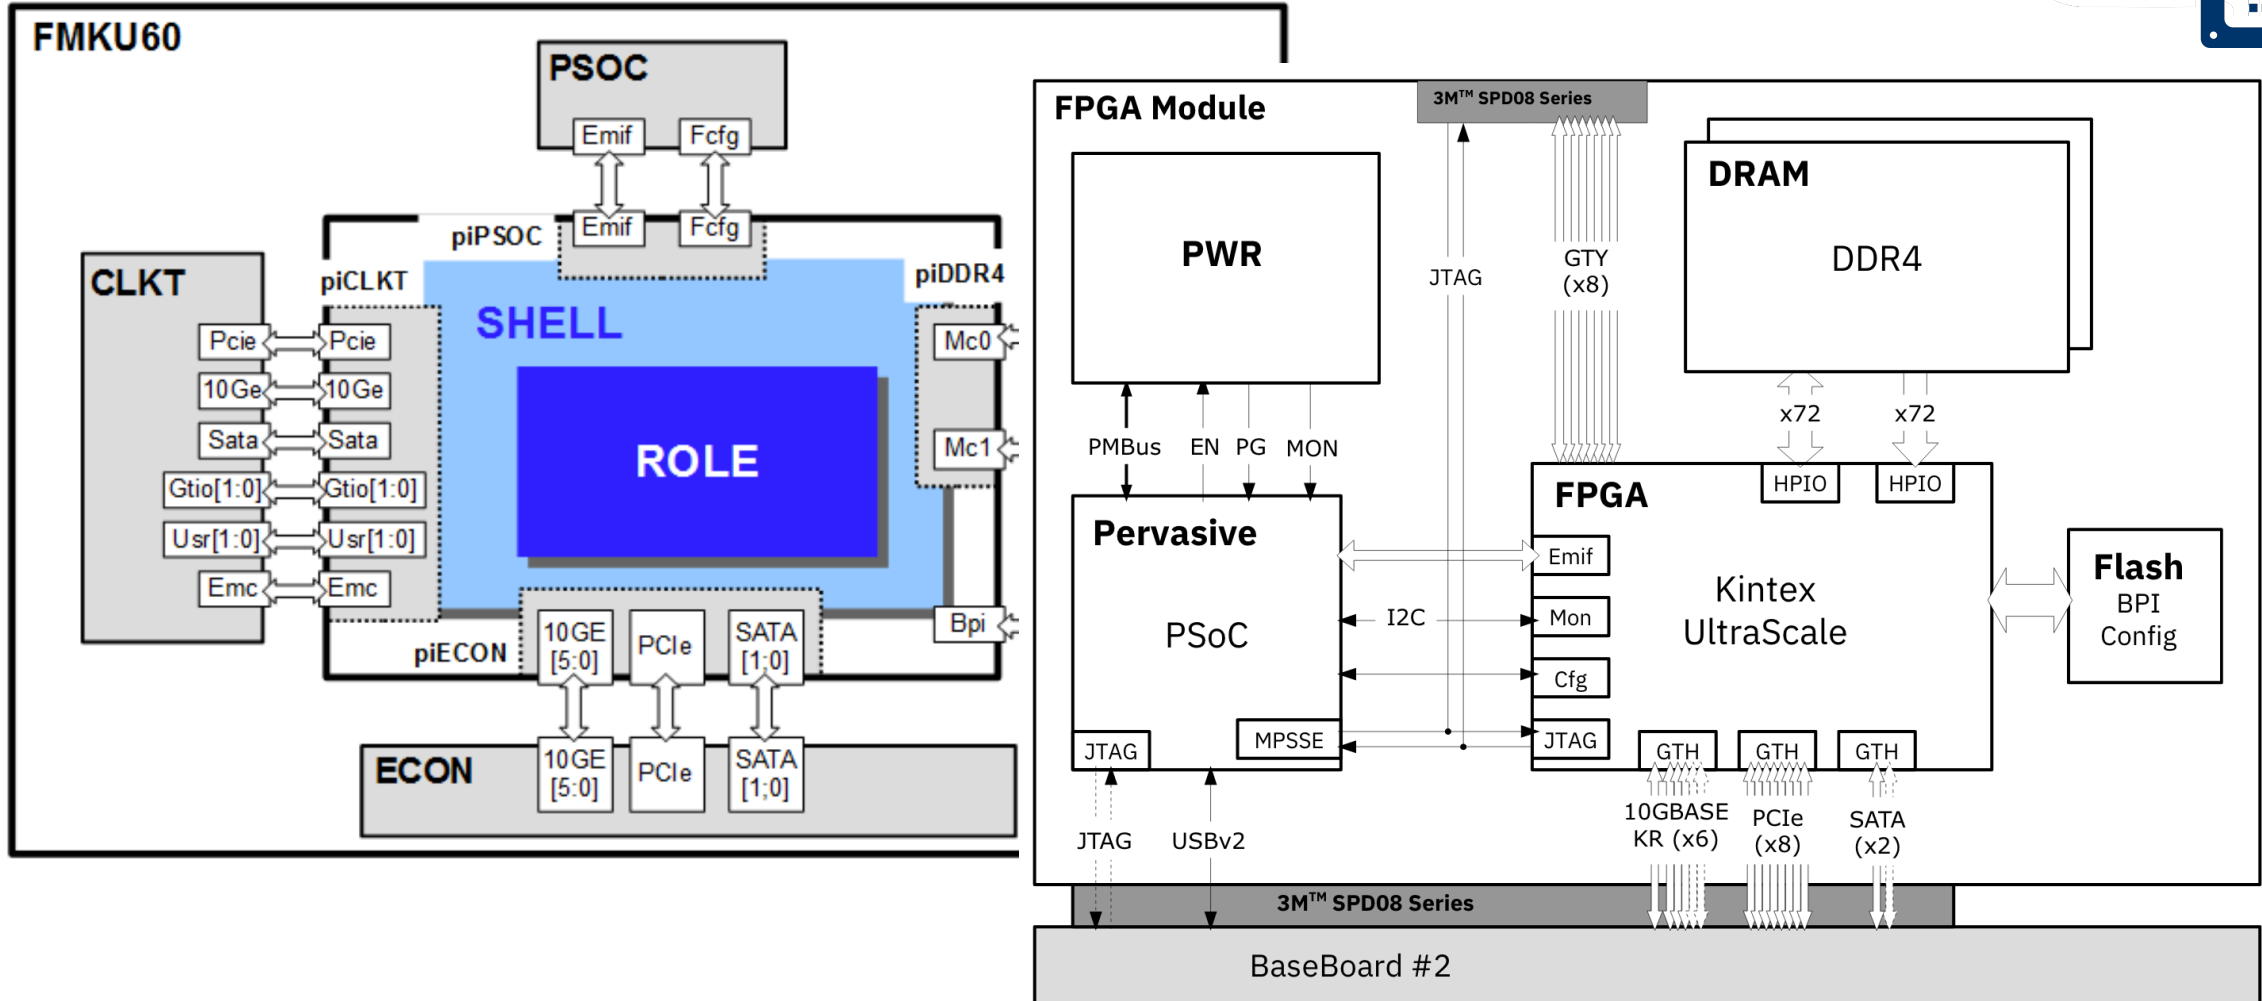 FMKU60
PSOC
Emif
Fcfg
Emif
Fcfg
piPSOC
piCLKT
piDDR4
CLKT
SHELL
ROLE
Pcie
Pcie
10Ge
10Ge
Sata
Sata
Gtio[1:0]
Gtio[1:0]
Usr[1:0]
Usr[1:0]
Emc
Emc
Mc0
Mc1
Bpi
piECON
10GE
[5:0]
PCIe
SATA
[1;0]
ECON
10GE
[5:0]
PCIe
SATA
[1;0]
FPGA Module
3M™ SPD08 Series
PWR
DRAM
DDR4
JTAG
GTY
(x8)
PMBus
EN
PG
MON
x72
x72
HPIO
HPIO
Pervasive
PSoC
FPGA
Kintex
UltraScale
Emif
Mon
Cfg
JTAG
I2C
Flash
BPI
Config
JTAG
MPSSE
GTH
GTH
GTH
JTAG
USBv2
10GBASE
KR (x6)
PCIe
(x8)
SATA
(x2)
3M™ SPD08 Series
BaseBoard #2